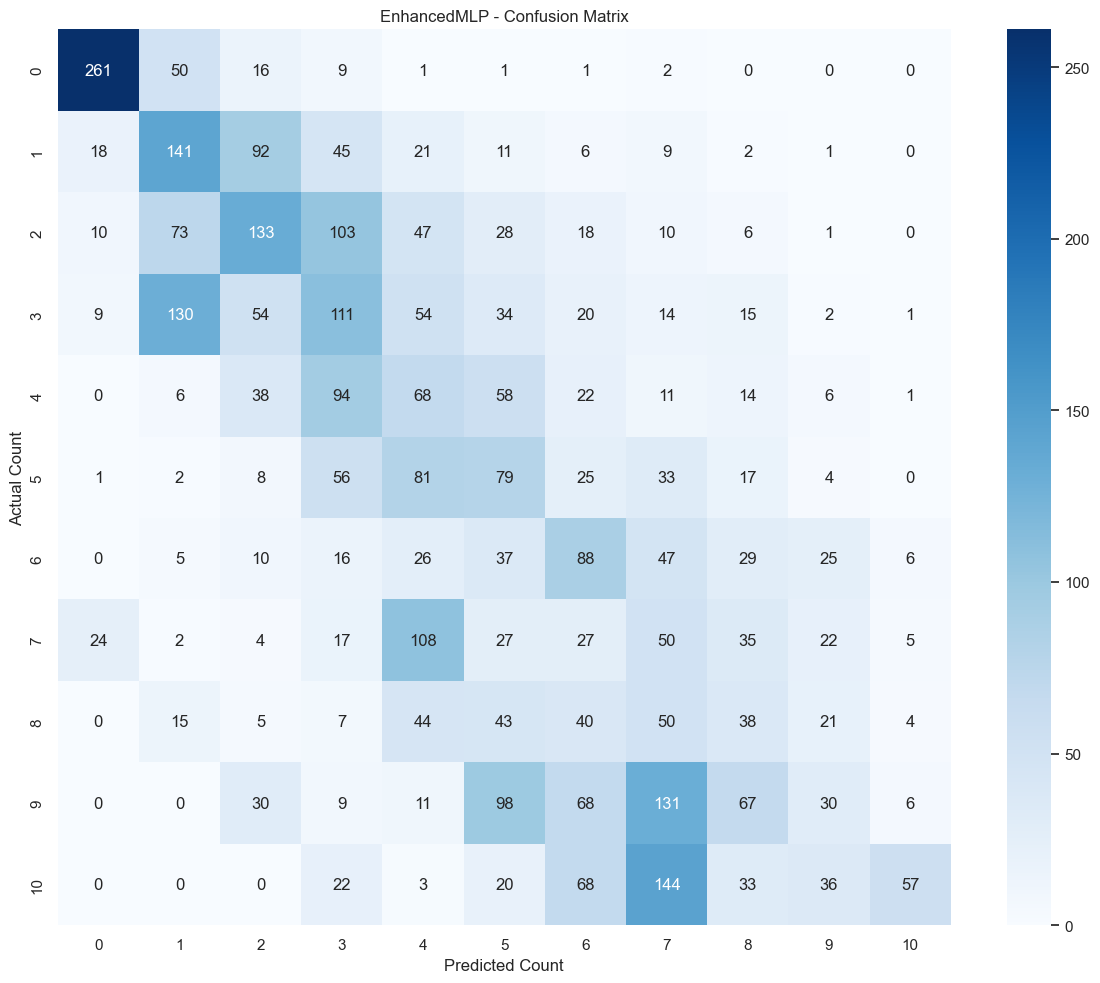 EnhancedMLP - Confusion Matrix
0 261 50 16 9 1 1 1 2 0 0 0
1 18 141 92 45 21 11 6 9 2 1 0
2 10 73 133 103 47 28 18 10 6 1 0
3 9 130 54 111 54 34 20 14 15 2 1
4 0 6 38 94 68 58 22 11 14 6 1
5 1 2 8 56 81 79 25 33 17 4 0
6 0 5 10 16 26 37 88 47 29 25 6
7 24 2 4 17 108 27 27 50 35 22 5
8 0 15 5 7 44 43 40 50 38 21 4
9 0 0 30 9 11 98 68 131 67 30 6
10 0 0 0 22 3 20 68 144 33 36 57
0 1 2 3 4 5 6 7 8 9 10
Predicted Count
Actual Count
250
200
150
100
50
0